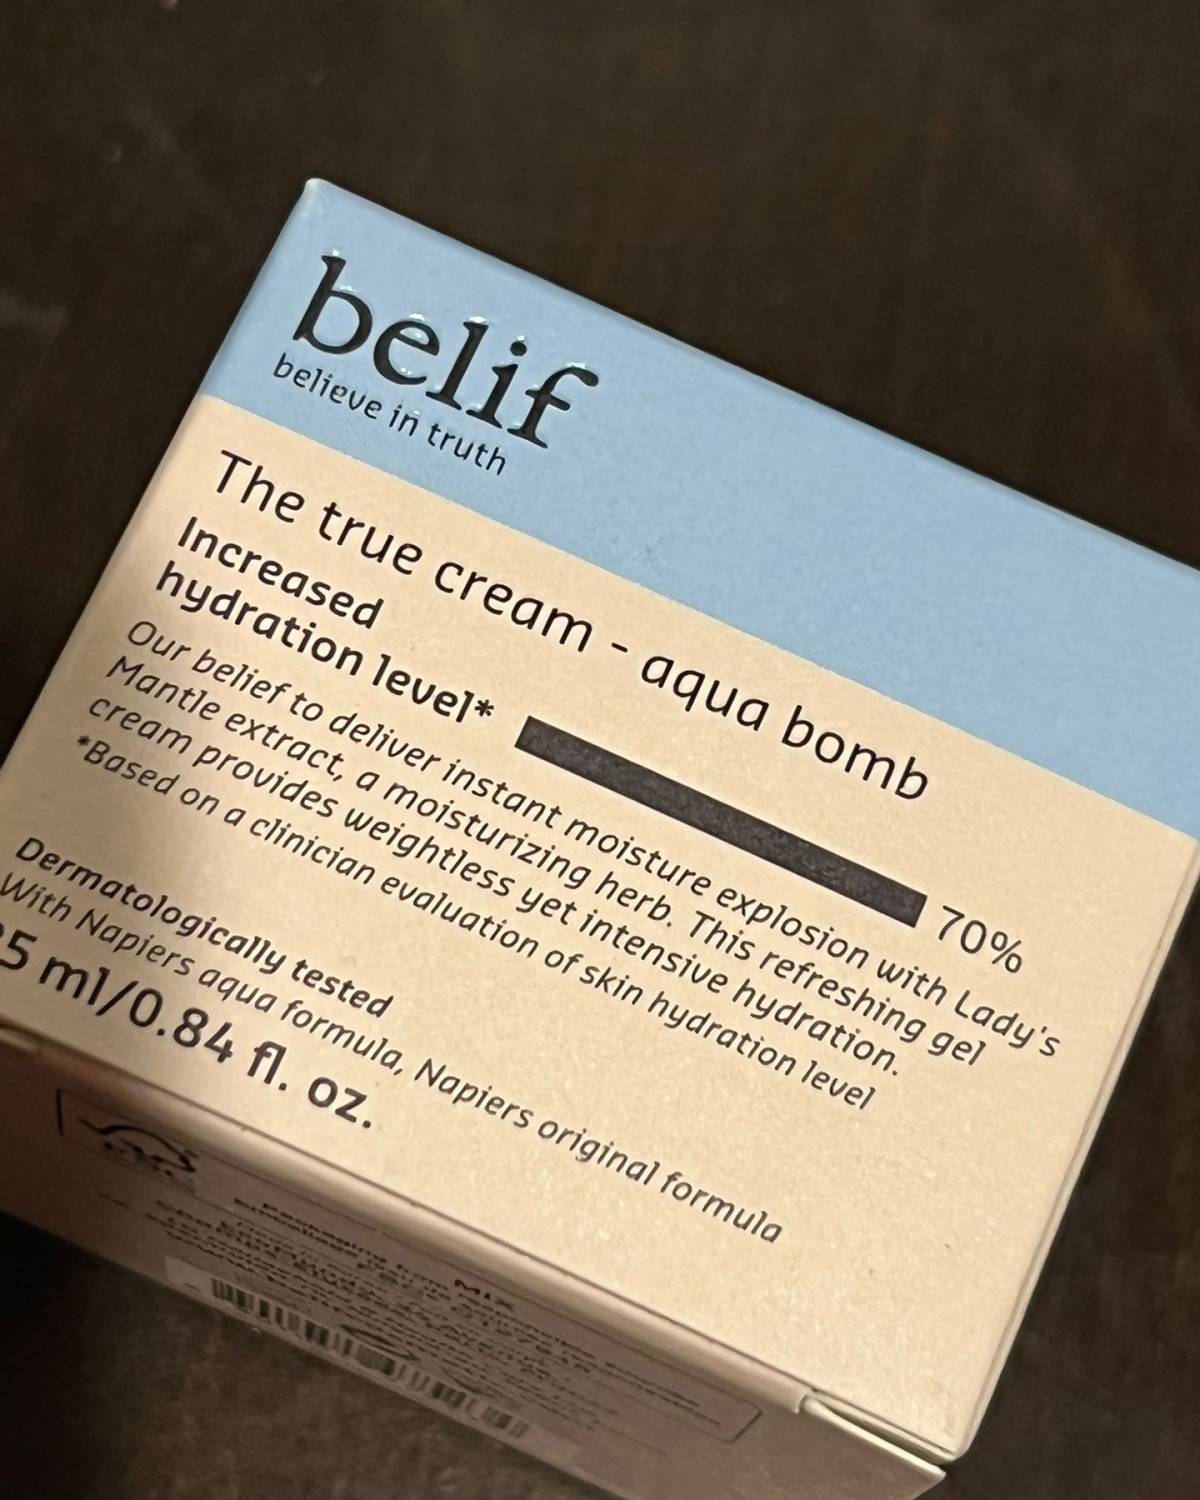 belif
believe in truth
The true cream - aqua bomb
Increased
hydration level* 70%
Our belief to deliver instant moisture explosion with Lady's
Mantle extract, a moisturizing herb. This refreshing gel
cream provides weightless yet intensive hydration.
*Based on a clinician evaluation of skin hydration level
Dermatologically tested
With Napiers aqua formula, Napiers original formula
5 ml/0.84 fl. oz.
MIX